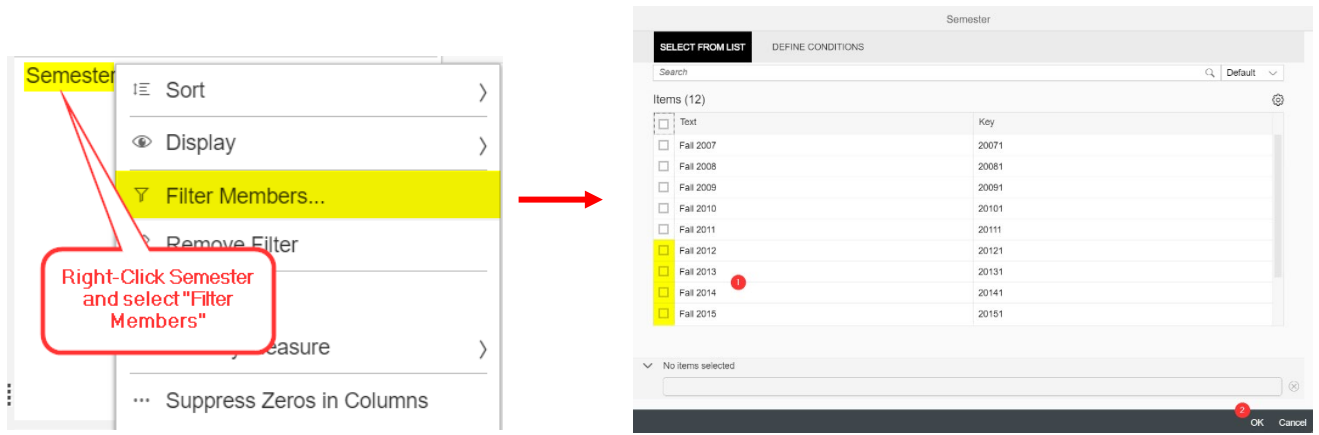 Semester
Sort
Display
Filter Members...
Remove Filter
Right-Click Semester
and select "Filter
Members"
Suppress Zeros in Columns
Semester
SELECT FROM LIST DEFINE CONDITIONS
Search Default
Items (12)
Text Key
Fall 2007 20071
Fall 2008 20081
Fall 2009 20091
Fall 2010 20101
Fall 2011 20111
Fall 2012 20121
Fall 2013 20131
1
Fall 2014 20141
Fall 2015 20151
No items selected
2
OK Cancel